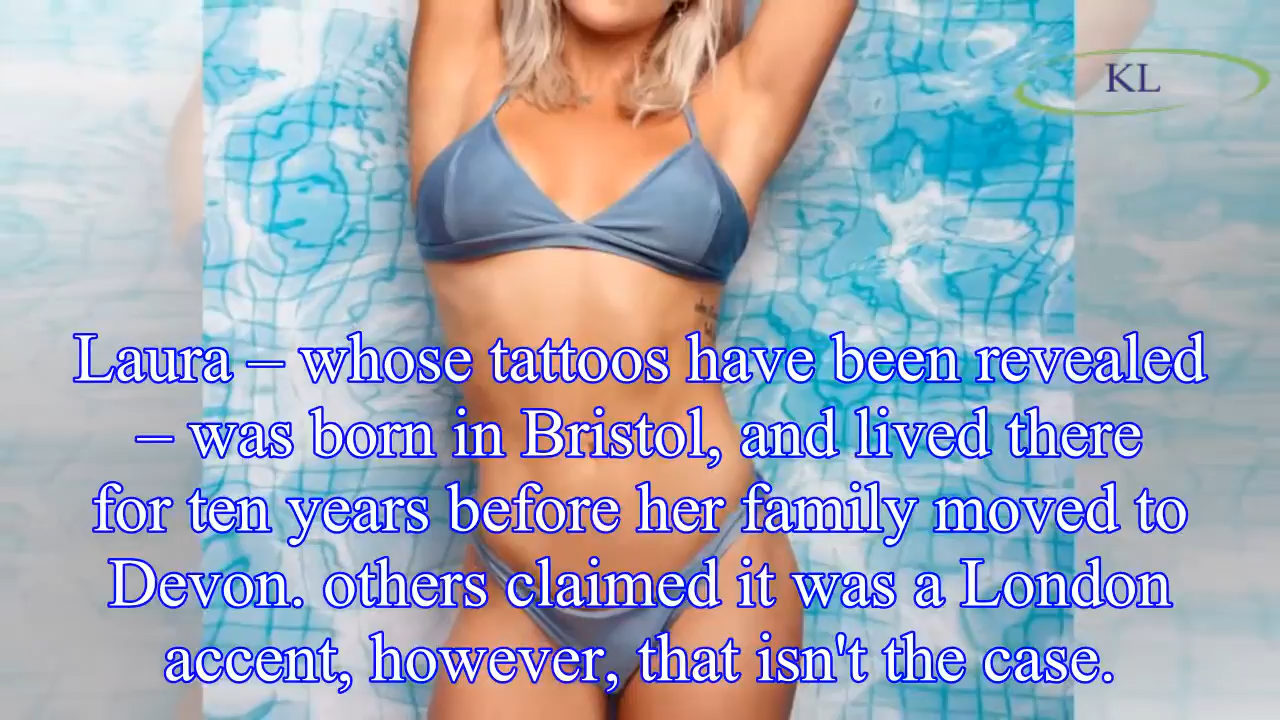 KL
Laura – whose tattoos have been revealed
– was born in Bristol, and lived there
for ten years before her family moved to
Devon. others claimed it was a London
accent, however, that isn't the case.